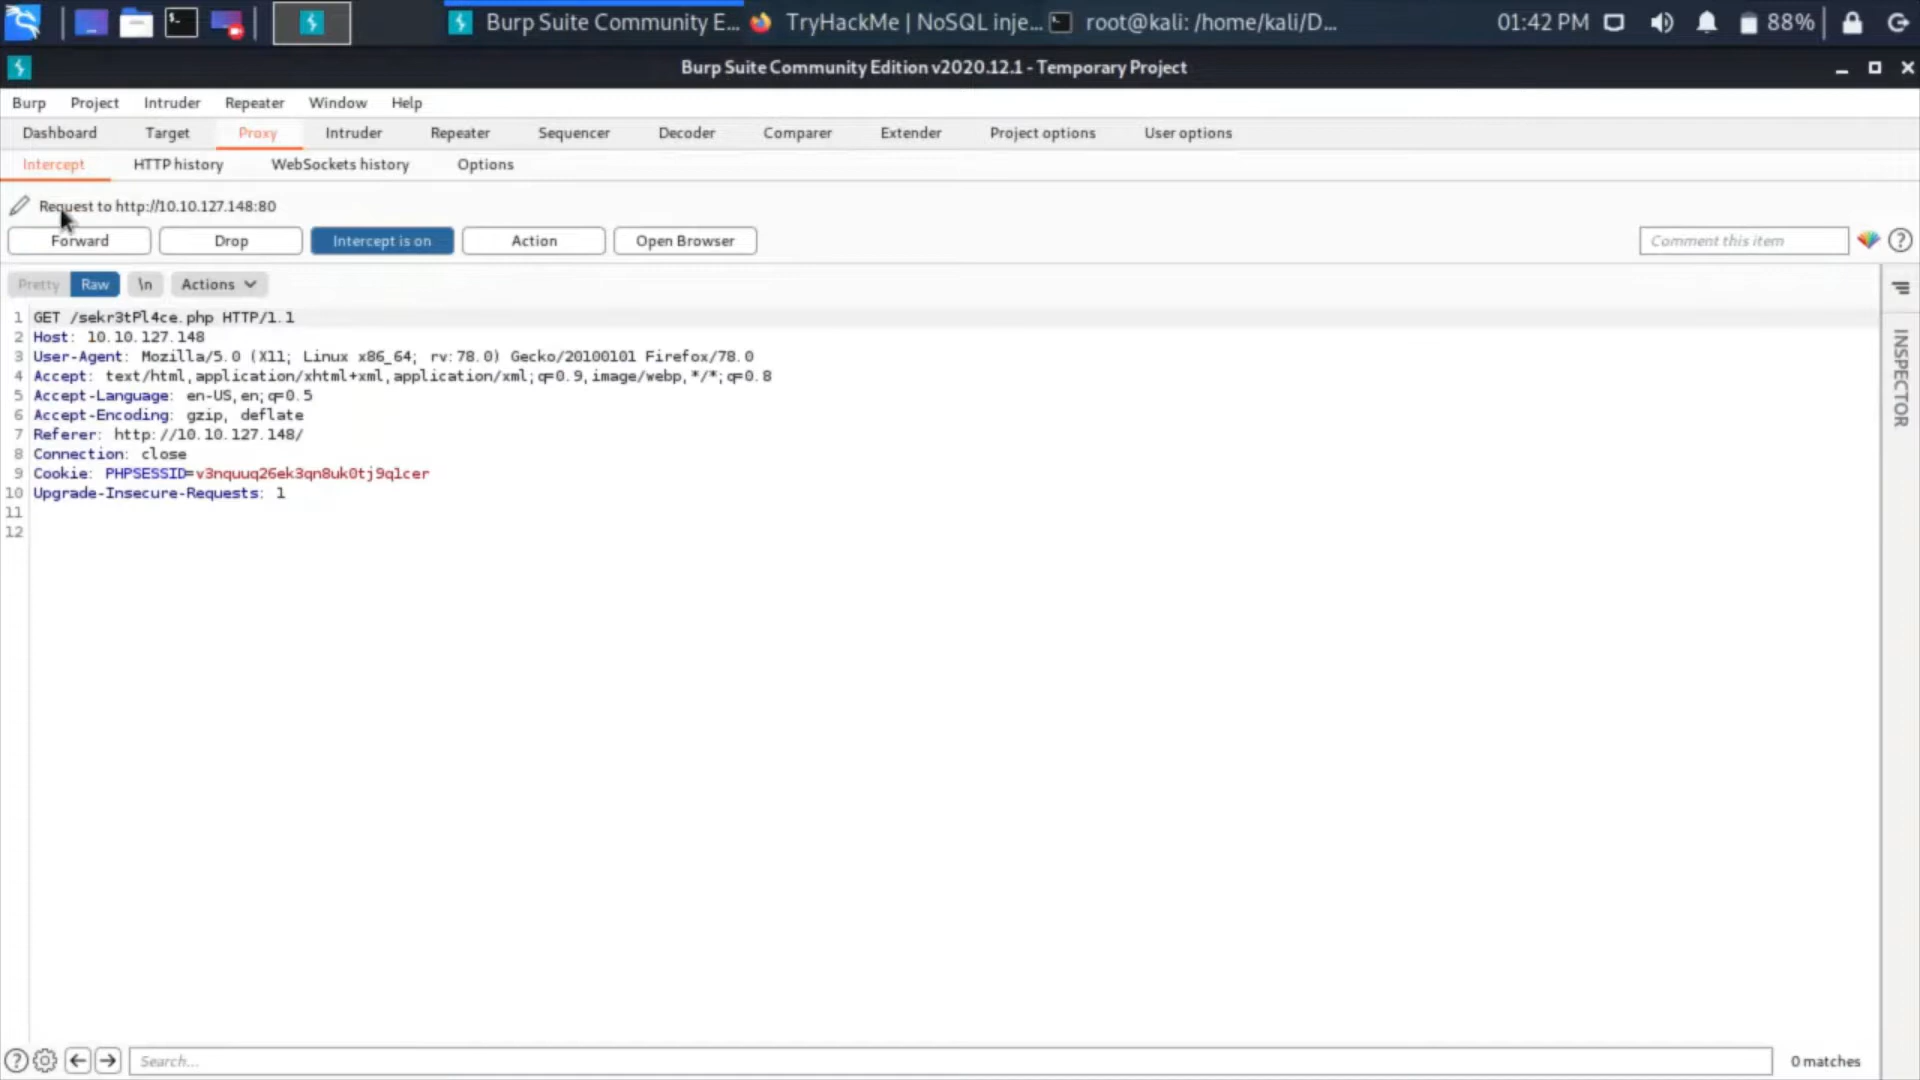 Burp Suite Community E... TryHackMe | NoSQL inje... root@kali: /home/kali/D... 01:42 PM 88%
Burp Suite Community Edition v2020.12.1 - Temporary Project
Burp Project Intruder Repeater Window Help
Dashboard Target Proxy Intruder Repeater Sequencer Decoder Comparer Extender Project options User options
Intercept HTTP history WebSockets history Options
Request to http://10.10.127.148:80
Forward Drop Intercept is on Action Open Browser Comment this item ?
Pretty Raw \n Actions
1 GET /sekr3tPl4ce.php HTTP/1.1
2 Host: 10.10.127.148
3 User-Agent: Mozilla/5.0 (X11; Linux x86_64; rv:78.0) Gecko/20100101 Firefox/78.0
4 Accept: text/html,application/xhtml+xml,application/xml;q=0.9,image/webp,*/*;q=0.8
5 Accept-Language: en-US,en;q=0.5
6 Accept-Encoding: gzip, deflate
7 Referer: http://10.10.127.148/
8 Connection: close
9 Cookie: PHPSESSID=v3nquuq26ek3qn8uk0tj9qlcer
10 Upgrade-Insecure-Requests: 1
11
12
INSPECTOR
? Search... 0 matches